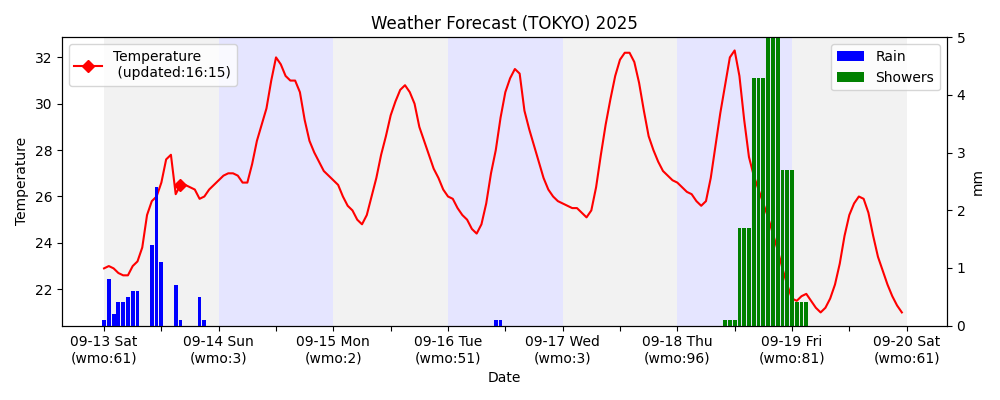 Weather Forecast (TOKYO) 2025
Temperature
(updated:16:15)
Rain
Showers
Temperature
32
30
28
26
24
22
5
4
3
2
1
0
mm
09-13 Sat
(wmo:61)
09-14 Sun
(wmo:3)
09-15 Mon
(wmo:2)
09-16 Tue
(wmo:51)
09-17 Wed
(wmo:3)
09-18 Thu
(wmo:96)
09-19 Fri
(wmo:81)
09-20 Sat
(wmo:61)
Date